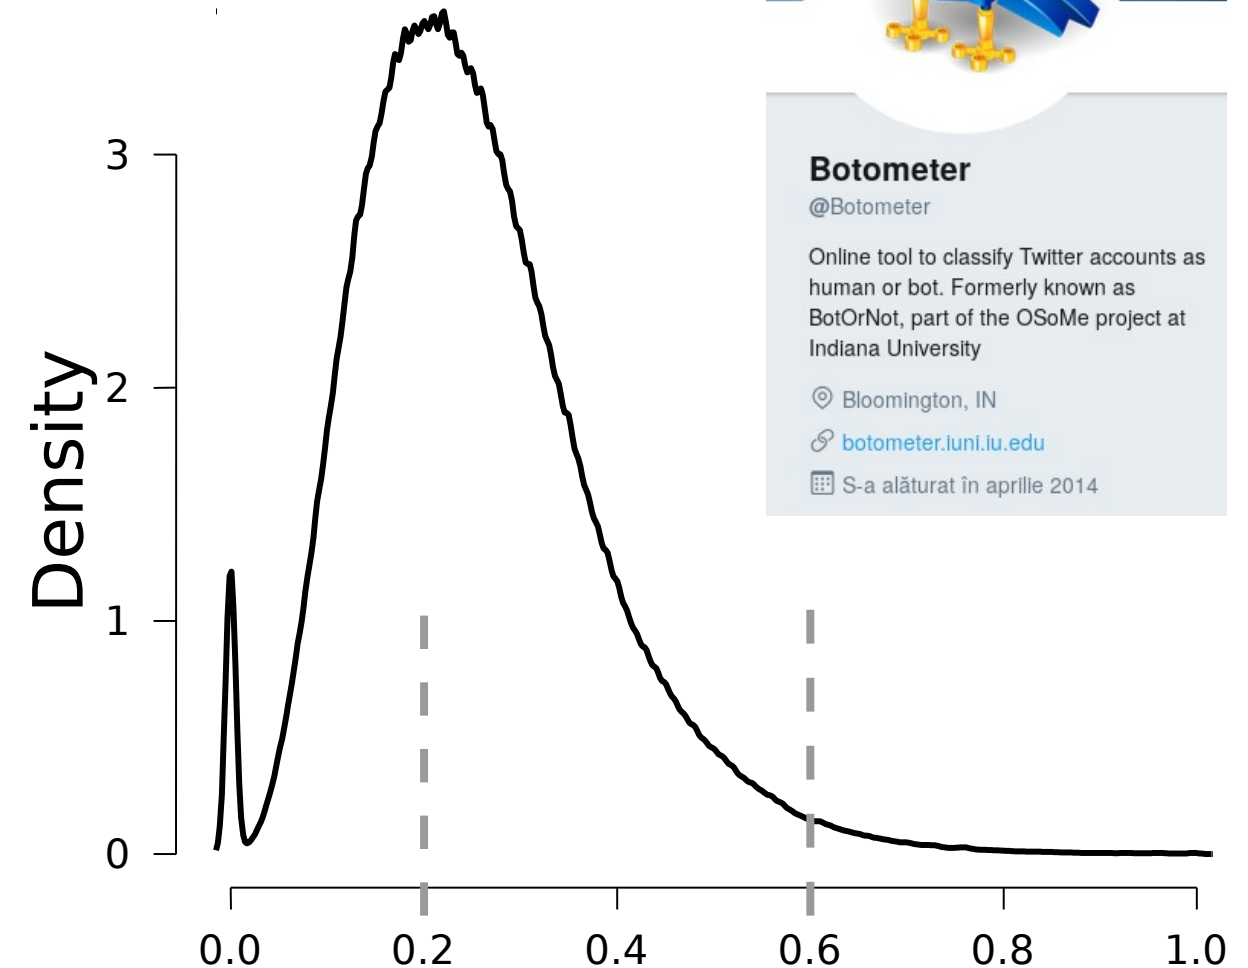 Density
3
2
1
0
0.0 0.2 0.4 0.6 0.8 1.0
Botometer
@Botometer
Online tool to classify Twitter accounts as
human or bot. Formerly known as
BotOrNot, part of the OSoMe project at
Indiana University
Bloomington, IN
botometer.iuni.iu.edu
S-a alăturat în aprilie 2014